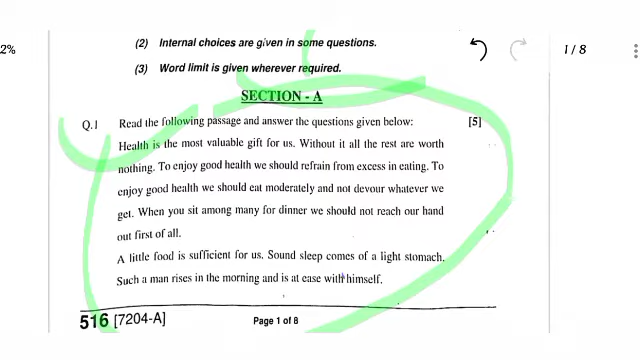 (2) Internal choices are given in some questions.
2%
1 / 8
(3) Word limit is given wherever required.
SECTION - A
Q.1 Read the following passage and answer the questions given below: [5]
Health is the most valuable gift for us. Without it all the rest are worth
nothing. To enjoy good health we should refrain from excess in eating. To
enjoy good health we should eat moderately and not devour whatever we
get. When you sit among many for dinner we should not reach our hand
out first of all.
A little food is sufficient for us. Sound sleep comes of a light stomach.
Such a man rises in the morning and is at ease with himself.
516 [7204-A] Page 1 of 8